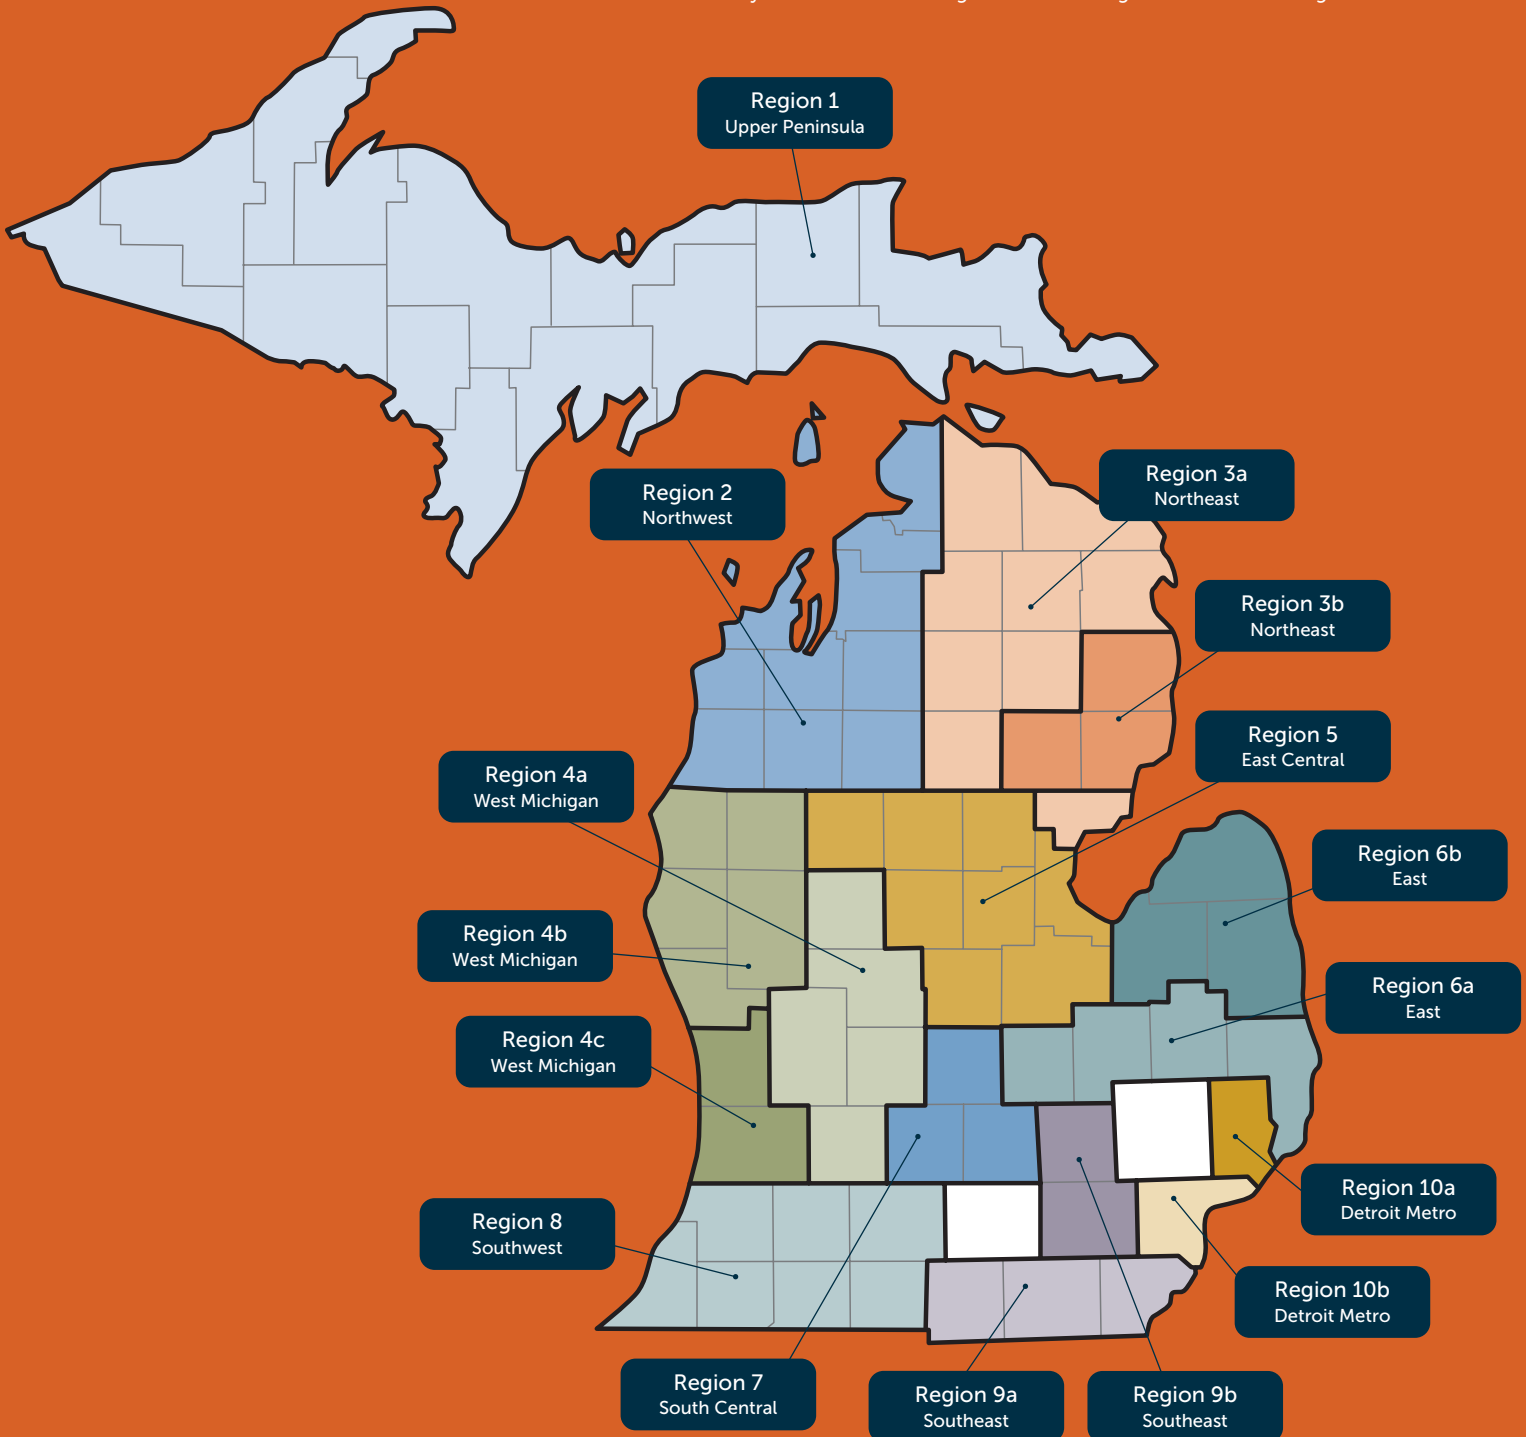 Region 1
Upper Peninsula
Region 2
Northwest
Region 3a
Northeast
Region 3b
Northeast
Region 5
East Central
Region 4a
West Michigan
Region 6b
East
Region 4b
West Michigan
Region 6a
East
Region 4c
West Michigan
Region 10a
Detroit Metro
Region 8
Southwest
Region 10b
Detroit Metro
Region 7
South Central
Region 9a
Southeast
Region 9b
Southeast